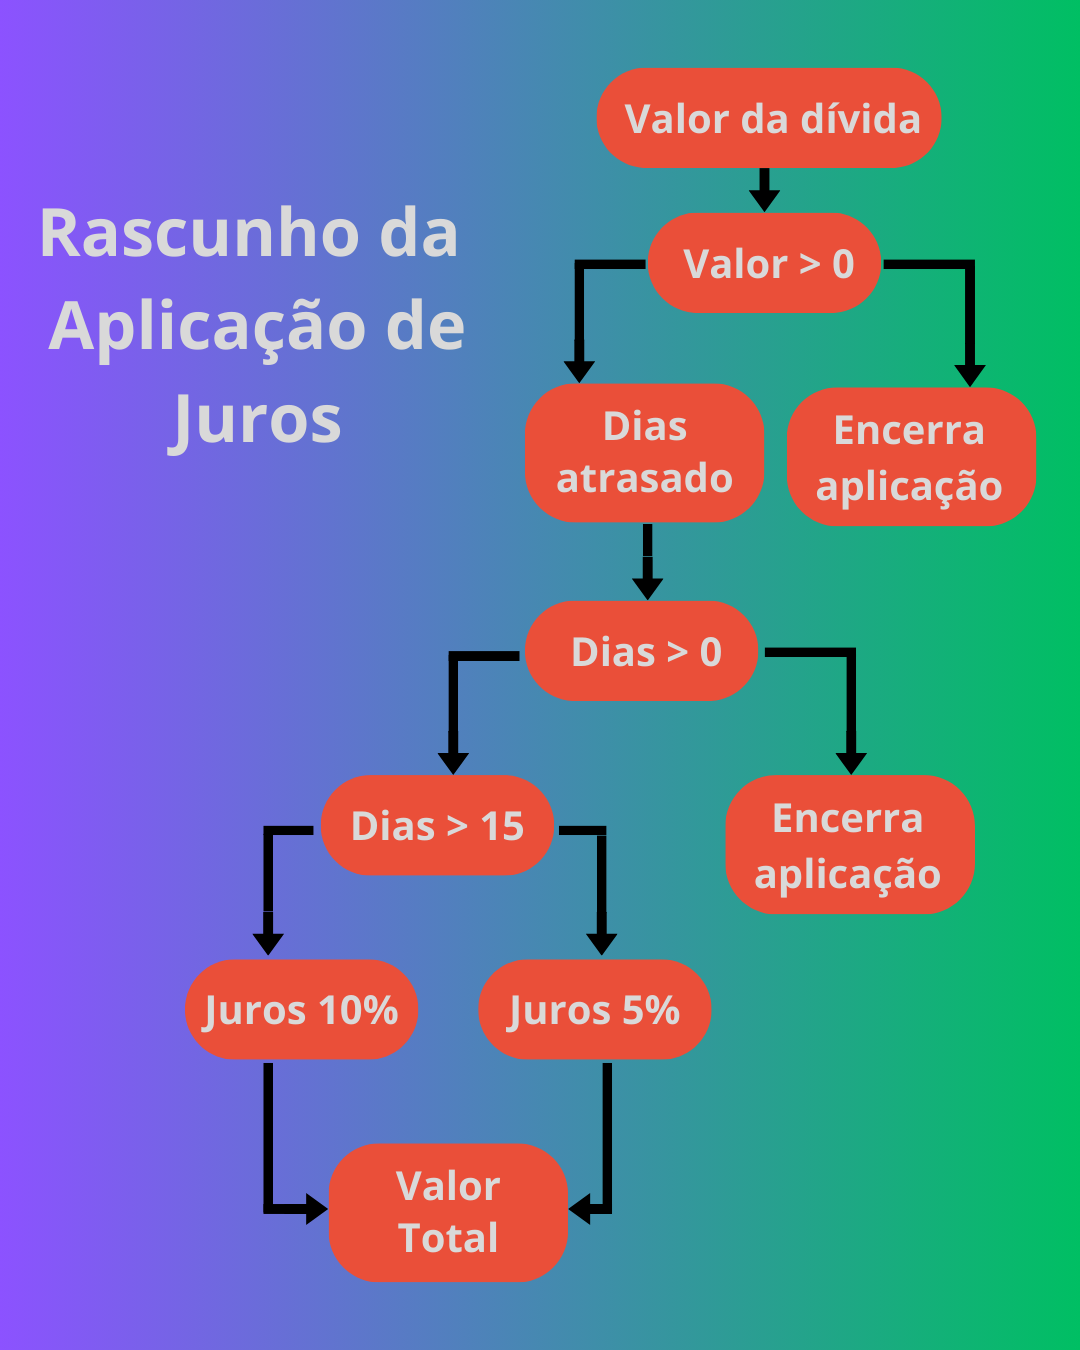 Rascunho da
Aplicação de
Juros
Valor da dívida
Valor > 0
Dias
atrasado
Encerra
aplicação
Dias > 0
Dias > 15
Encerra
aplicação
Juros 10%
Juros 5%
Valor
Total